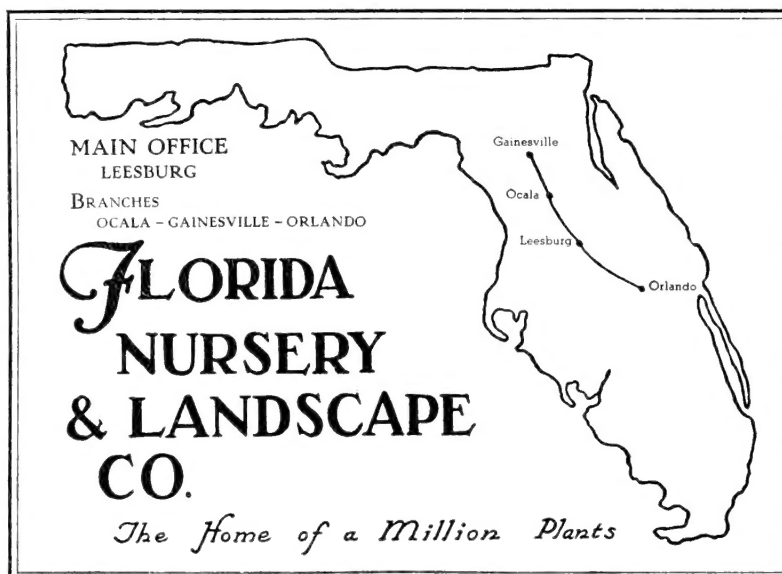 MAIN OFFICE
LEESBURG
BRANCHES
OCALA – GAINESVILLE – ORLANDO
FLORIDA
NURSERY
& LANDSCAPE
CO.
The Home of a Million Plants
Gainesville
Ocala
Leesburg
Orlando